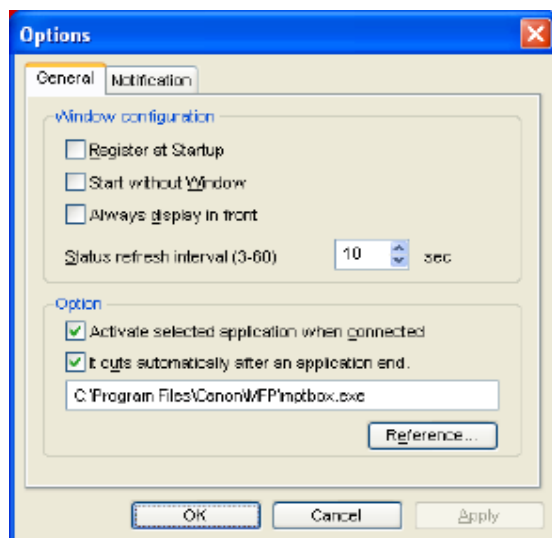 Options
General
Notification
Window configuration
Register at Startup
Start without Window
Always display in front
Status refresh interval (3-60) 10 sec
Option
Activate selected application when connected
It cuts automatically after an application end.
C:\Program Files\Canon\MFP\mptbox.exe
Reference...
OK Cancel Apply